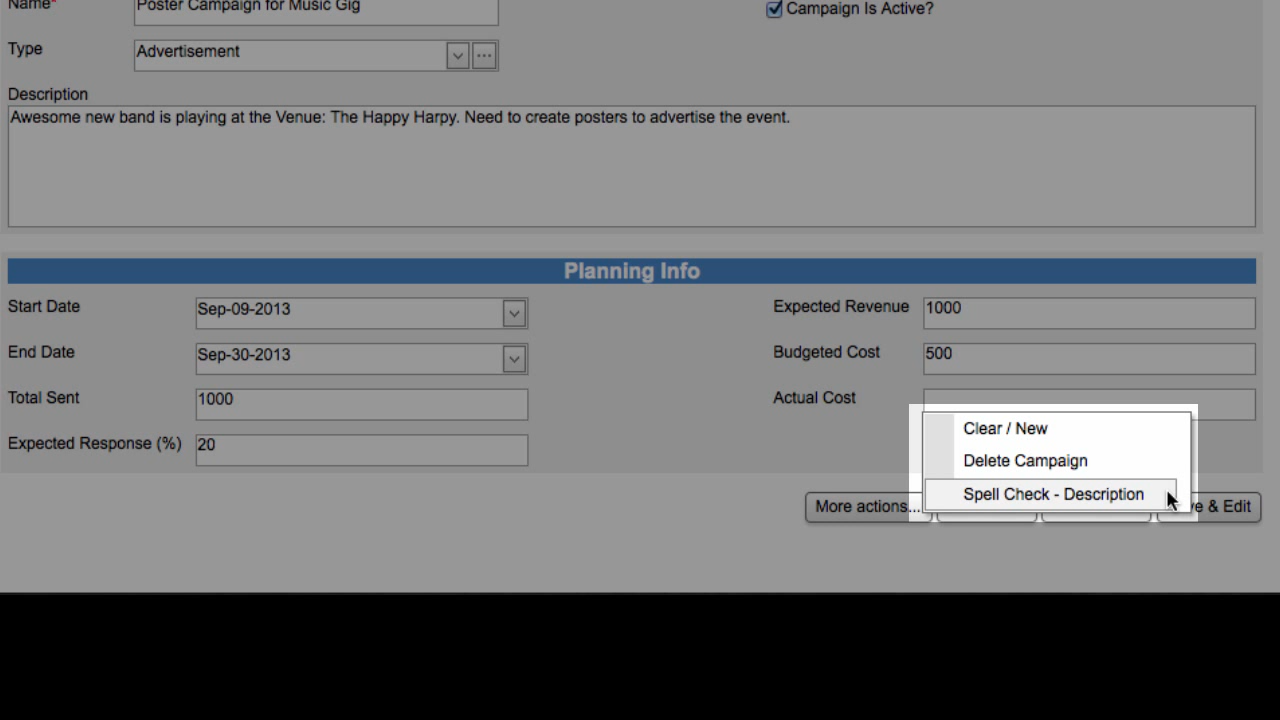 Name*
Poster Campaign for Music Gig
Campaign Is Active?
Type
Advertisement
Description
Awesome new band is playing at the Venue: The Happy Harpy. Need to create posters to advertise the event.
Planning Info
Start Date
Sep-09-2013
Expected Revenue
1000
End Date
Sep-30-2013
Budgeted Cost
500
Total Sent
1000
Actual Cost
Expected Response (%)
20
Clear / New
Delete Campaign
Spell Check - Description
More actions...
& Edit